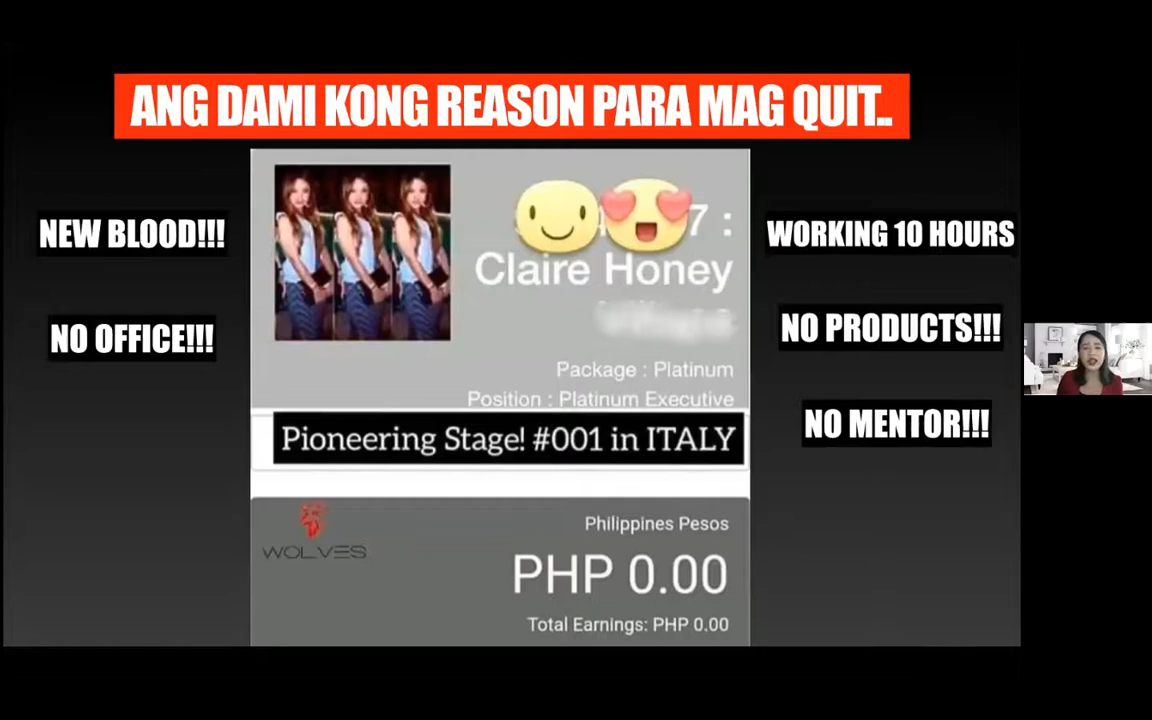 ANG DAMI KONG REASON PARA MAG QUIT..
NEW BLOOD!!!
NO OFFICE!!!
7 :
Claire Honey
Package : Platinum
Position : Platinum Executive
Pioneering Stage! #001 in ITALY
WOLVES
Philippines Pesos
PHP 0.00
Total Earnings: PHP 0.00
WORKING 10 HOURS
NO PRODUCTS!!!
NO MENTOR!!!